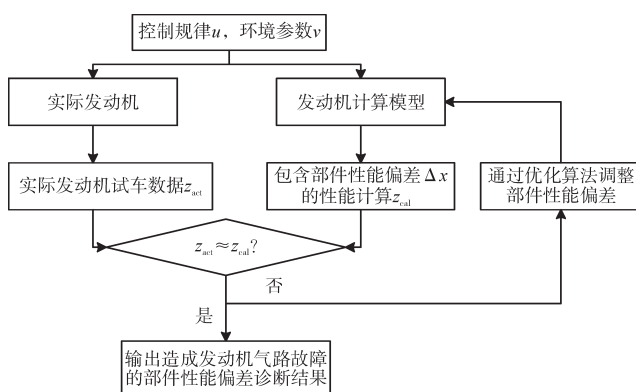 控制规律u，环境参数v
实际发动机
发动机计算模型
实际发动机试车数据zact
包含部件性能偏差Δx
的性能计算zcal
通过优化算法调整
部件性能偏差
zact≈zcal?
否
是
输出造成发动机气路故障
的部件性能偏差诊断结果